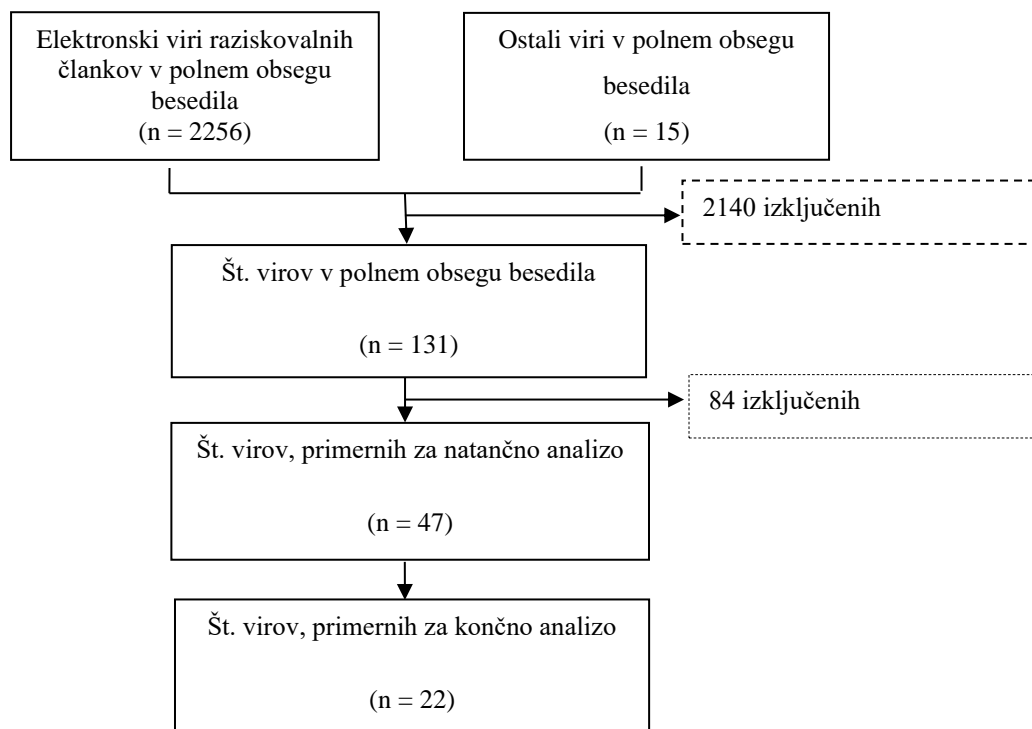 Elektronski viri raziskovalnih
člankov v polnem obsegu
besedila
(n = 2256)
Ostali viri v polnem obsegu
besedila
(n = 15)
2140 izključenih
Št. virov v polnem obsegu besedila
(n = 131)
84 izključenih
Št. virov, primernih za natančno analizo
(n = 47)
Št. virov, primernih za končno analizo
(n = 22)